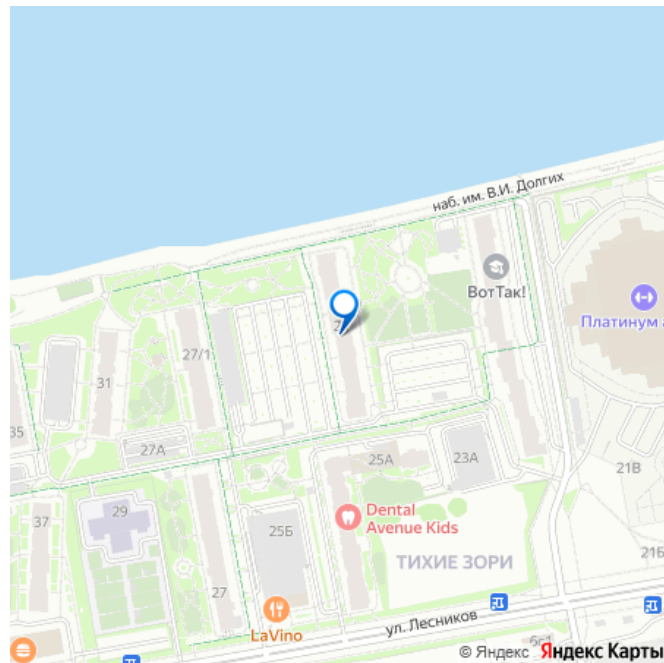 наб. им. В.И. Долгих
ВотТак!
Платинум а
27/1
31
35
27А
25А
23А
21В
37
29
Dental
Avenue Kids
25Б
ТИХИЕ ЗОРИ
27
21Б
ул. Лесников
LaVino
© Яндекс Яндекс Карты